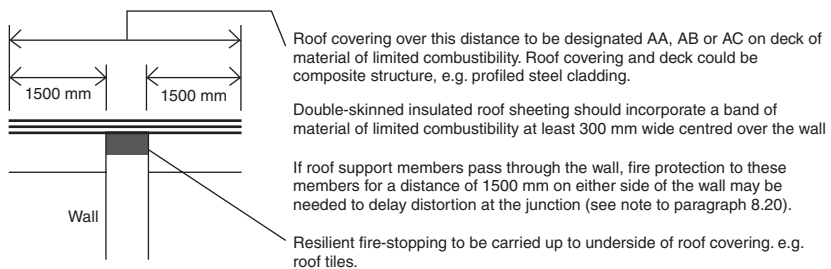 1500 mm
1500 mm
Wall
Roof covering over this distance to be designated AA, AB or AC on deck of
material of limited combustibility. Roof covering and deck could be
composite structure, e.g. profiled steel cladding.
Double-skinned insulated roof sheeting should incorporate a band of
material of limited combustibility at least 300 mm wide centred over the wall
If roof support members pass through the wall, fire protection to these
members for a distance of 1500 mm on either side of the wall may be
needed to delay distortion at the junction (see note to paragraph 8.20).
Resilient fire-stopping to be carried up to underside of roof covering. e.g.
roof tiles.